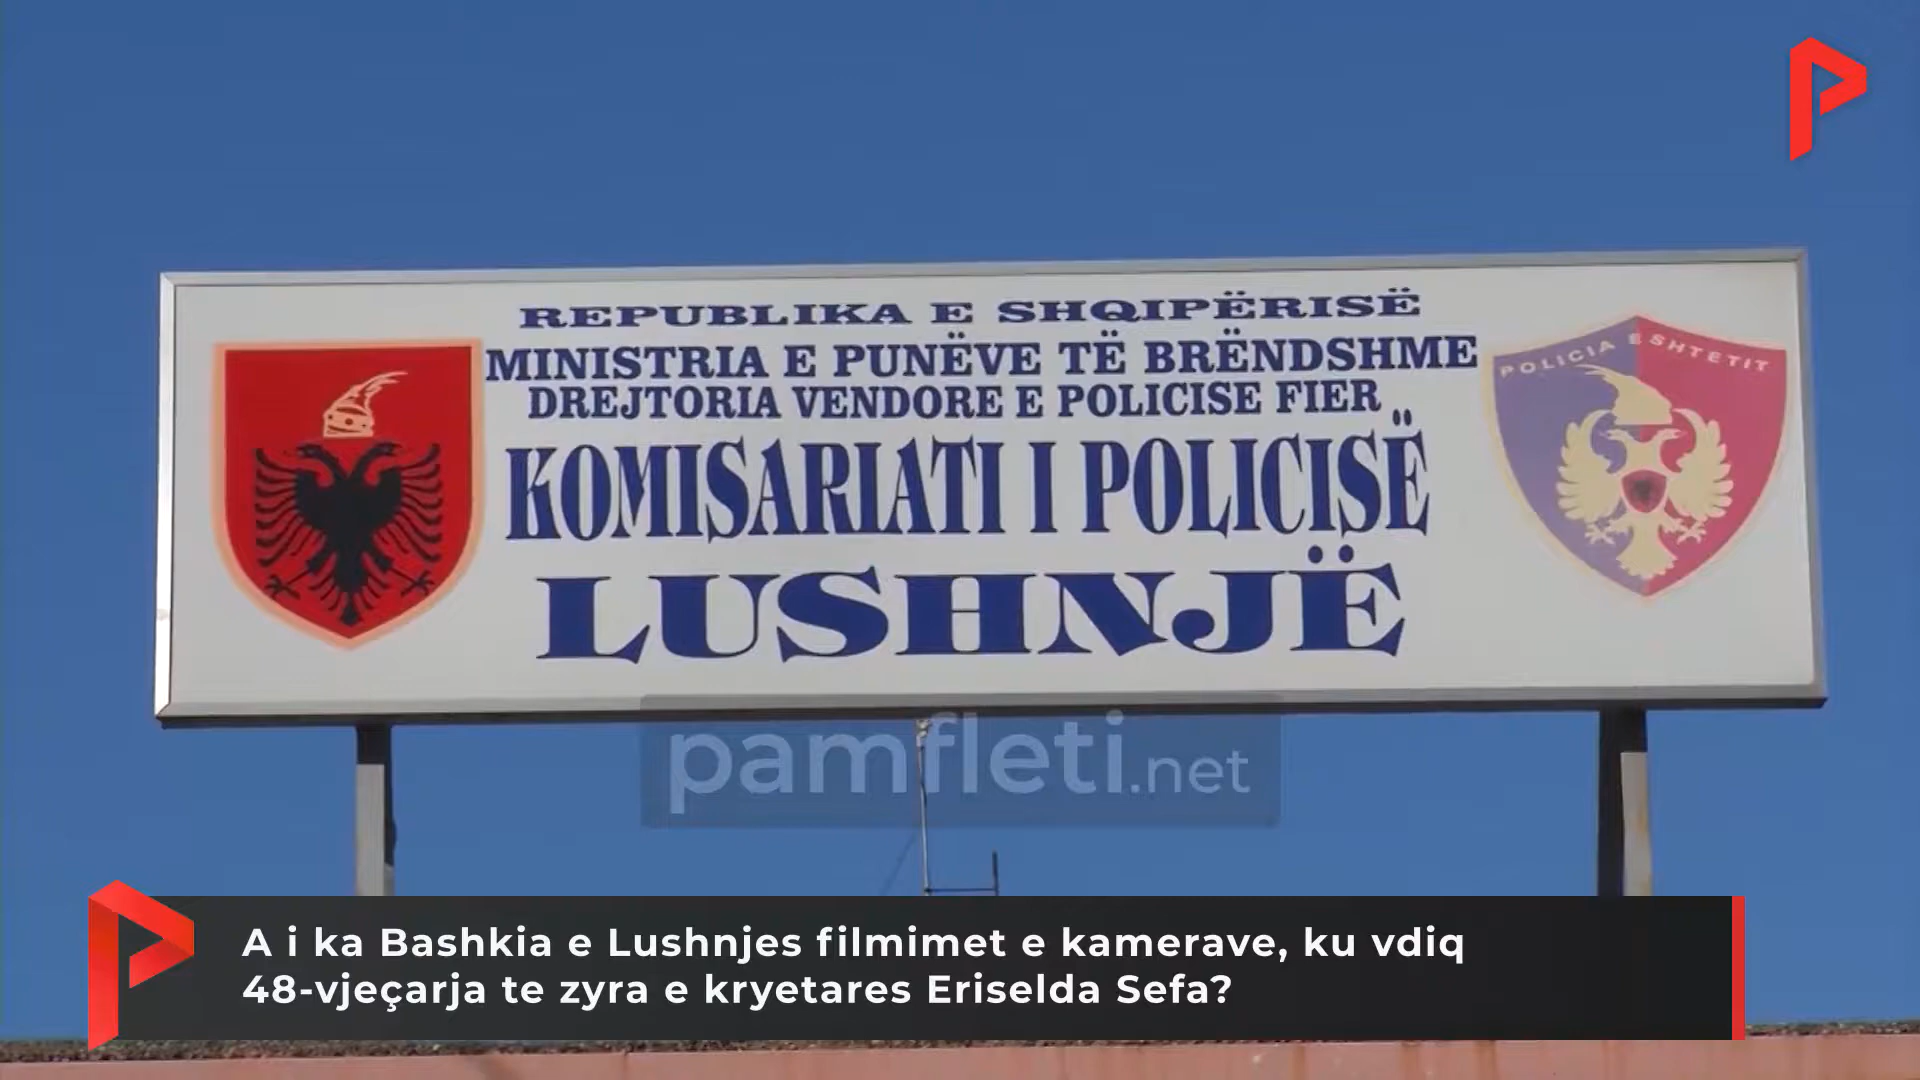 REPUBLIKA E SHQIPËRISË
MINISTRIA E PUNËVE TË BRËNDSHME
DREJTORIA VENDORE E POLICISE FIER
KOMISARIATI I POLICISË
LUSHNJË
POLICIA E SHTETIT
pamfleti.net
A i ka Bashkia e Lushnjes filmimet e kamerave, ku vdiq
48-vjeçarja te zyra e kryetares Eriselda Sefa?